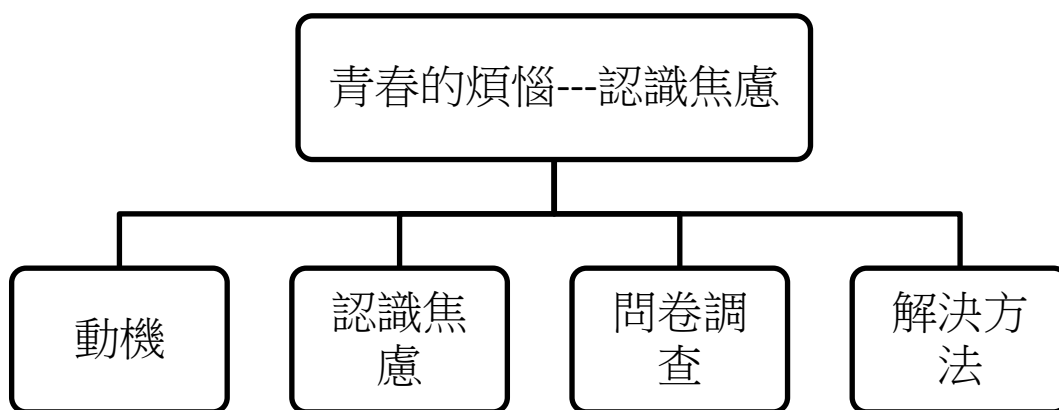 青春的煩惱---認識焦慮
動機
認識焦
慮
問卷調
查
解決方
法